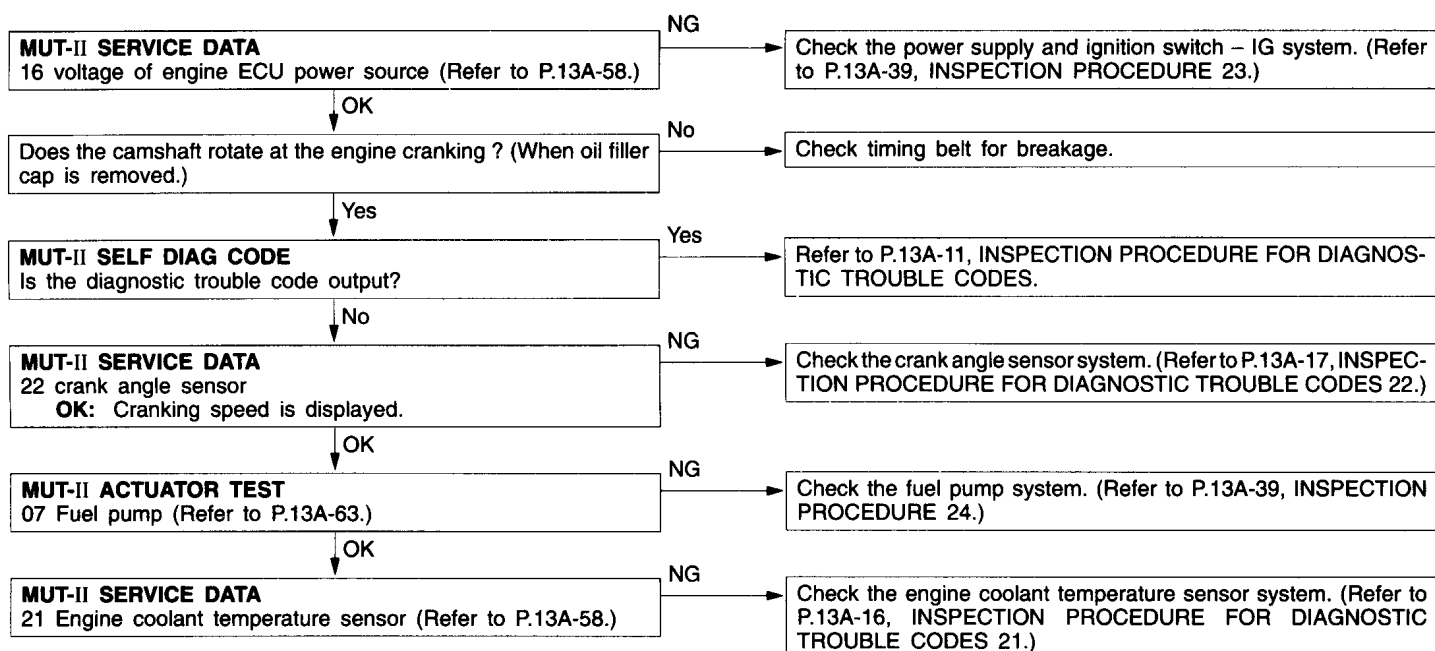 NG
MUT-II SERVICE DATA
16 voltage of engine ECU power source (Refer to P.13A-58.)
Check the power supply and ignition switch – IG system. (Refer
to P.13A-39, INSPECTION PROCEDURE 23.)
OK
No
Does the camshaft rotate at the engine cranking ? (When oil filler
cap is removed.)
Check timing belt for breakage.
Yes
Yes
MUT-II SELF DIAG CODE
Is the diagnostic trouble code output?
Refer to P.13A-11, INSPECTION PROCEDURE FOR DIAGNOS-
TIC TROUBLE CODES.
No
NG
MUT-II SERVICE DATA
22 crank angle sensor
OK: Cranking speed is displayed.
Check the crank angle sensor system. (Refer to P.13A-17, INSPEC-
TION PROCEDURE FOR DIAGNOSTIC TROUBLE CODES 22.)
OK
NG
MUT-II ACTUATOR TEST
07 Fuel pump (Refer to P.13A-63.)
Check the fuel pump system. (Refer to P.13A-39, INSPECTION
PROCEDURE 24.)
OK
NG
MUT-II SERVICE DATA
21 Engine coolant temperature sensor (Refer to P.13A-58.)
Check the engine coolant temperature sensor system. (Refer to
P.13A-16, INSPECTION PROCEDURE FOR DIAGNOSTIC
TROUBLE CODES 21.)